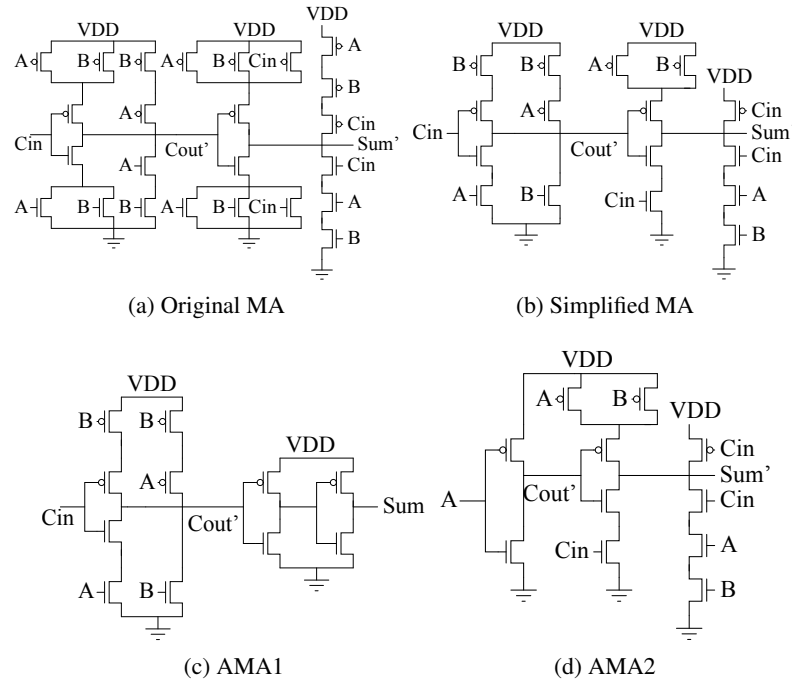 VDD VDD VDD
A B B A B Cin A
B
A Cin
Cin Cout' Sum'
A Cin
A B B A B Cin A
B
(a) Original MA
VDD VDD
B B A B VDD
A Cin
Cin Cout' Sum'
Cin
A B Cin A
B
(b) Simplified MA
VDD
B B VDD
A
Cin Cout' Sum
A B
(c) AMA1
VDD
A B VDD
Cin
A Cout' Sum'
Cin
Cin A
B
(d) AMA2